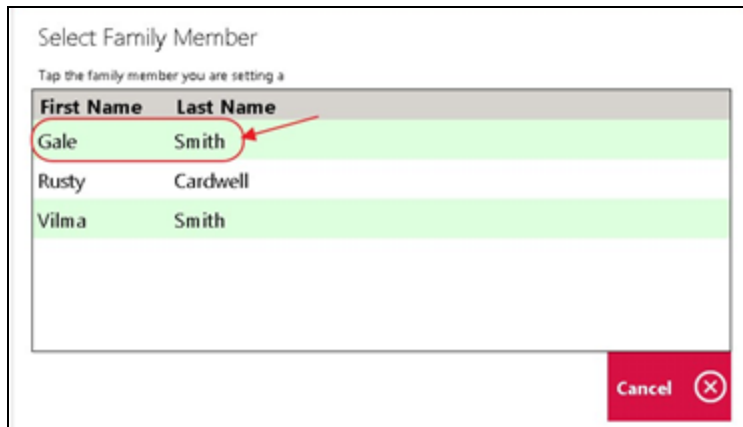 Select Family Member
Tap the family member you are setting a
First Name Last Name
Gale Smith
Rusty Cardwell
Vilma Smith
Cancel